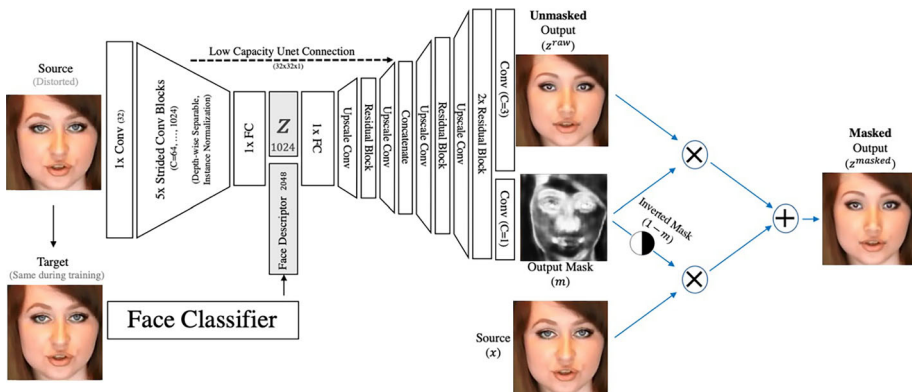 Source
(Distorted)
1x Conv (32)
5x Strided Conv Blocks
(C=64, ..., 1024)
(Depth-wise Separable,
Instance Normalization)
Low Capacity Unet Connection
(32x32x1)
1x FC
Z
1024
Face Descriptor 2048
1x FC
Upscale Conv
Residual Block
Upscale Conv
Concatenate
Upscale Conv
Residual Block
Upscale Conv
2x Residual Block
Conv (C=3)
Conv (C=1)
Unmasked
Output
(z^raw)
Output Mask
(m)
Inverted Mask
(1−m)
Masked
Output
(z^masked)
Target
(Same during training)
Face Classifier
Source
(x)